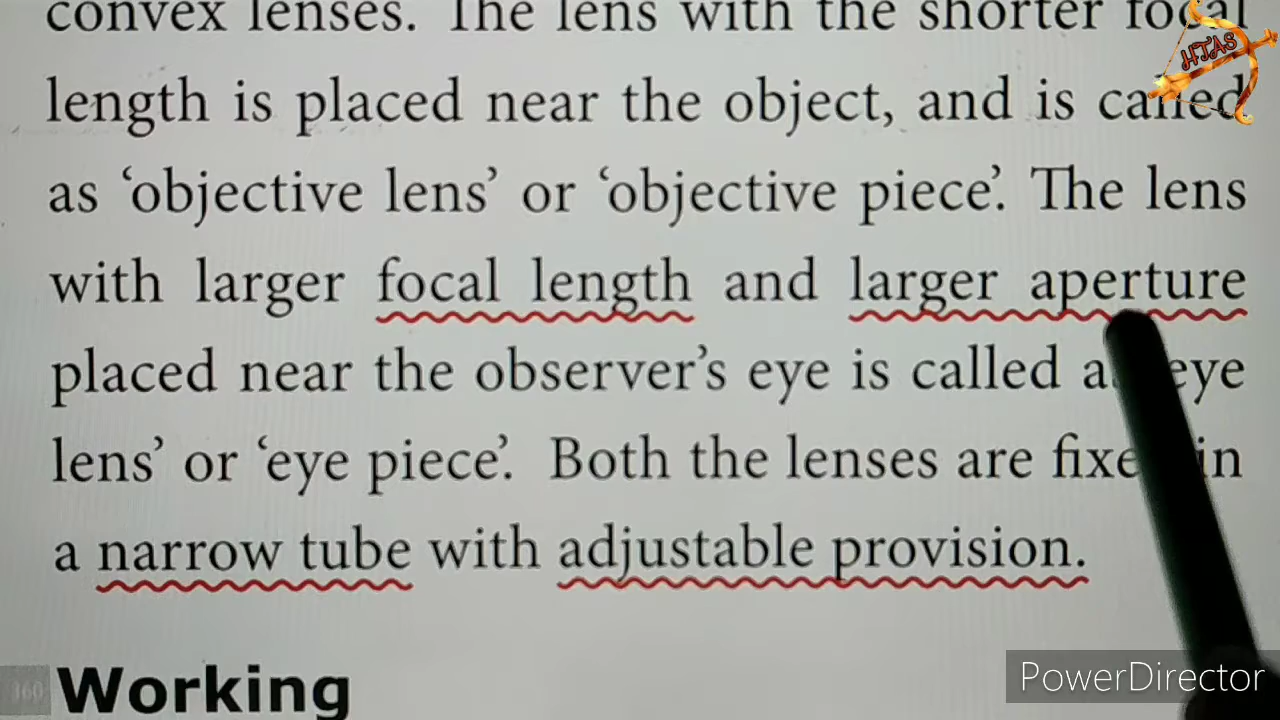 convex lenses. The lens with the shorter focal
length is placed near the object, and is called
as ‘objective lens’ or ‘objective piece’. The lens
with larger focal length and larger aperture
placed near the observer’s eye is called eye
lens’ or ‘eye piece’. Both the lenses are in
a narrow tube with adjustable provision.
Working
HTAS
360
PowerDirector